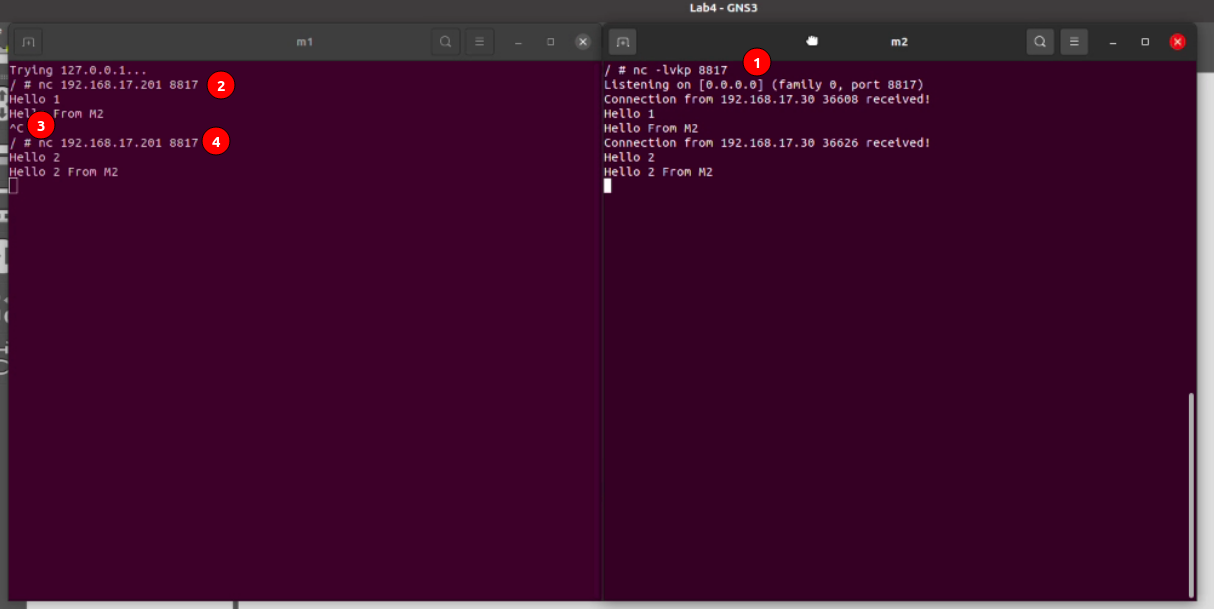 Lab4 - GNS3
m1
Trying 127.0.0.1...
/ # nc 192.168.17.201 8817
2
Hello 1
Hello From M2
^C
3
/ # nc 192.168.17.201 8817
4
Hello 2
Hello 2 From M2
m2
/ # nc -lvkp 8817
1
Listening on [0.0.0.0] (family 0, port 8817)
Connection from 192.168.17.30 36608 received!
Hello 1
Hello From M2
Connection from 192.168.17.30 36626 received!
Hello 2
Hello 2 From M2